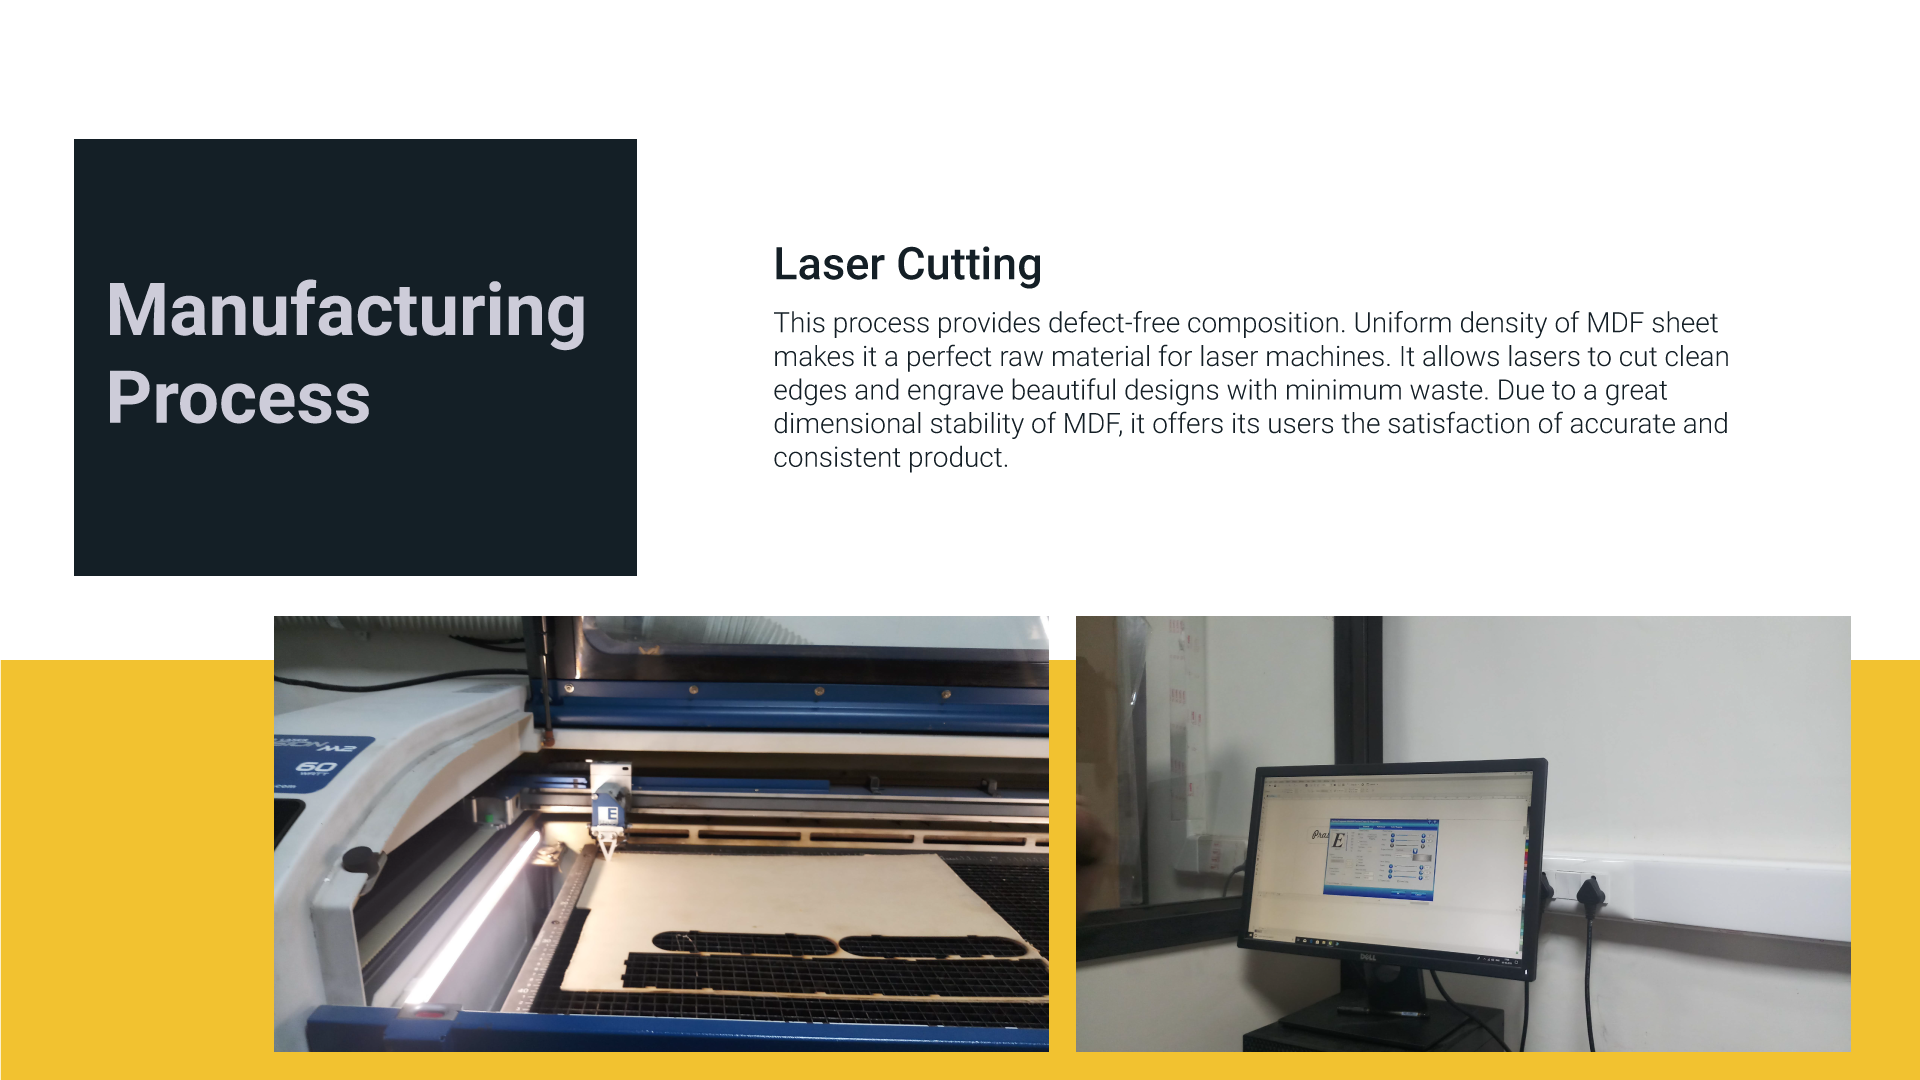 Manufacturing
Process
Laser Cutting
This process provides defect-free composition. Uniform density of MDF sheet
makes it a perfect raw material for laser machines. It allows lasers to cut clean
edges and engrave beautiful designs with minimum waste. Due to a great
dimensional stability of MDF, it offers its users the satisfaction of accurate and
consistent product.
M2
60
WATT
.com
E
E
DELL